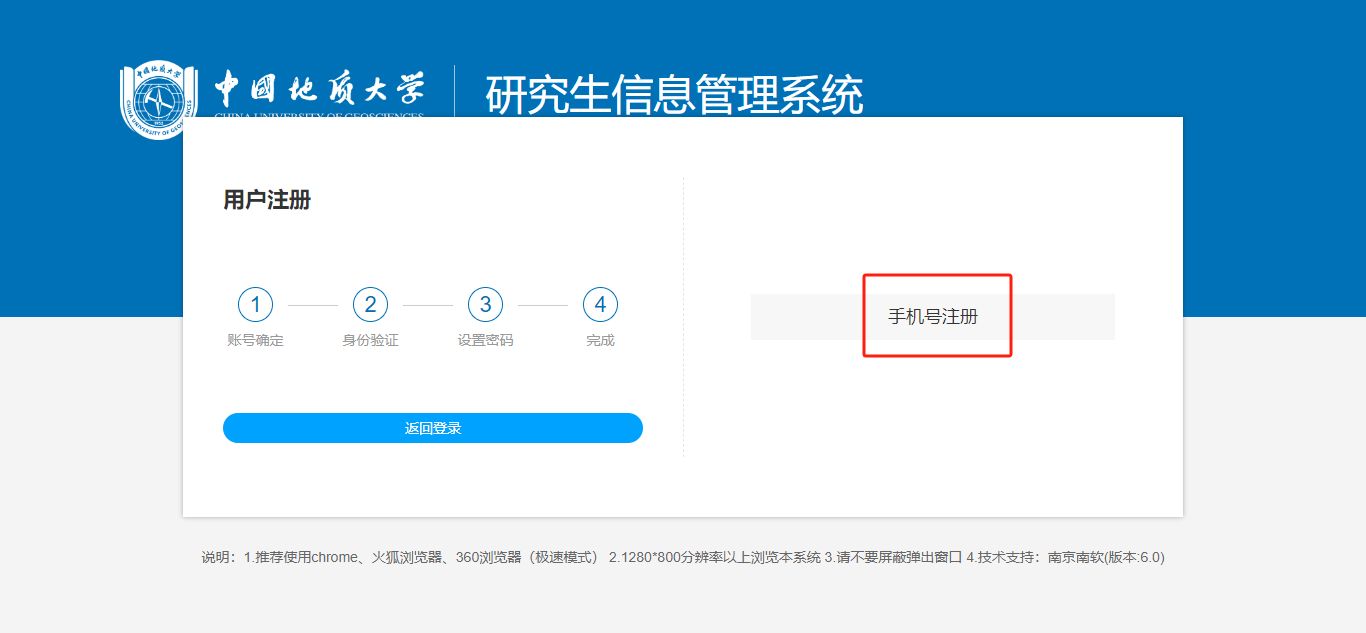 中國地质大学
CHINA UNIVERSITY OF GEOSCIENCES
研究生信息管理系统
用户注册
1 2 3 4
账号确定 身份验证 设置密码 完成
手机号注册
返回登录
说明：1.推荐使用chrome、火狐浏览器、360浏览器（极速模式） 2.1280*800分辨率以上浏览本系统 3.请不要屏蔽弹出窗口 4.技术支持：南京南软(版本:6.0)